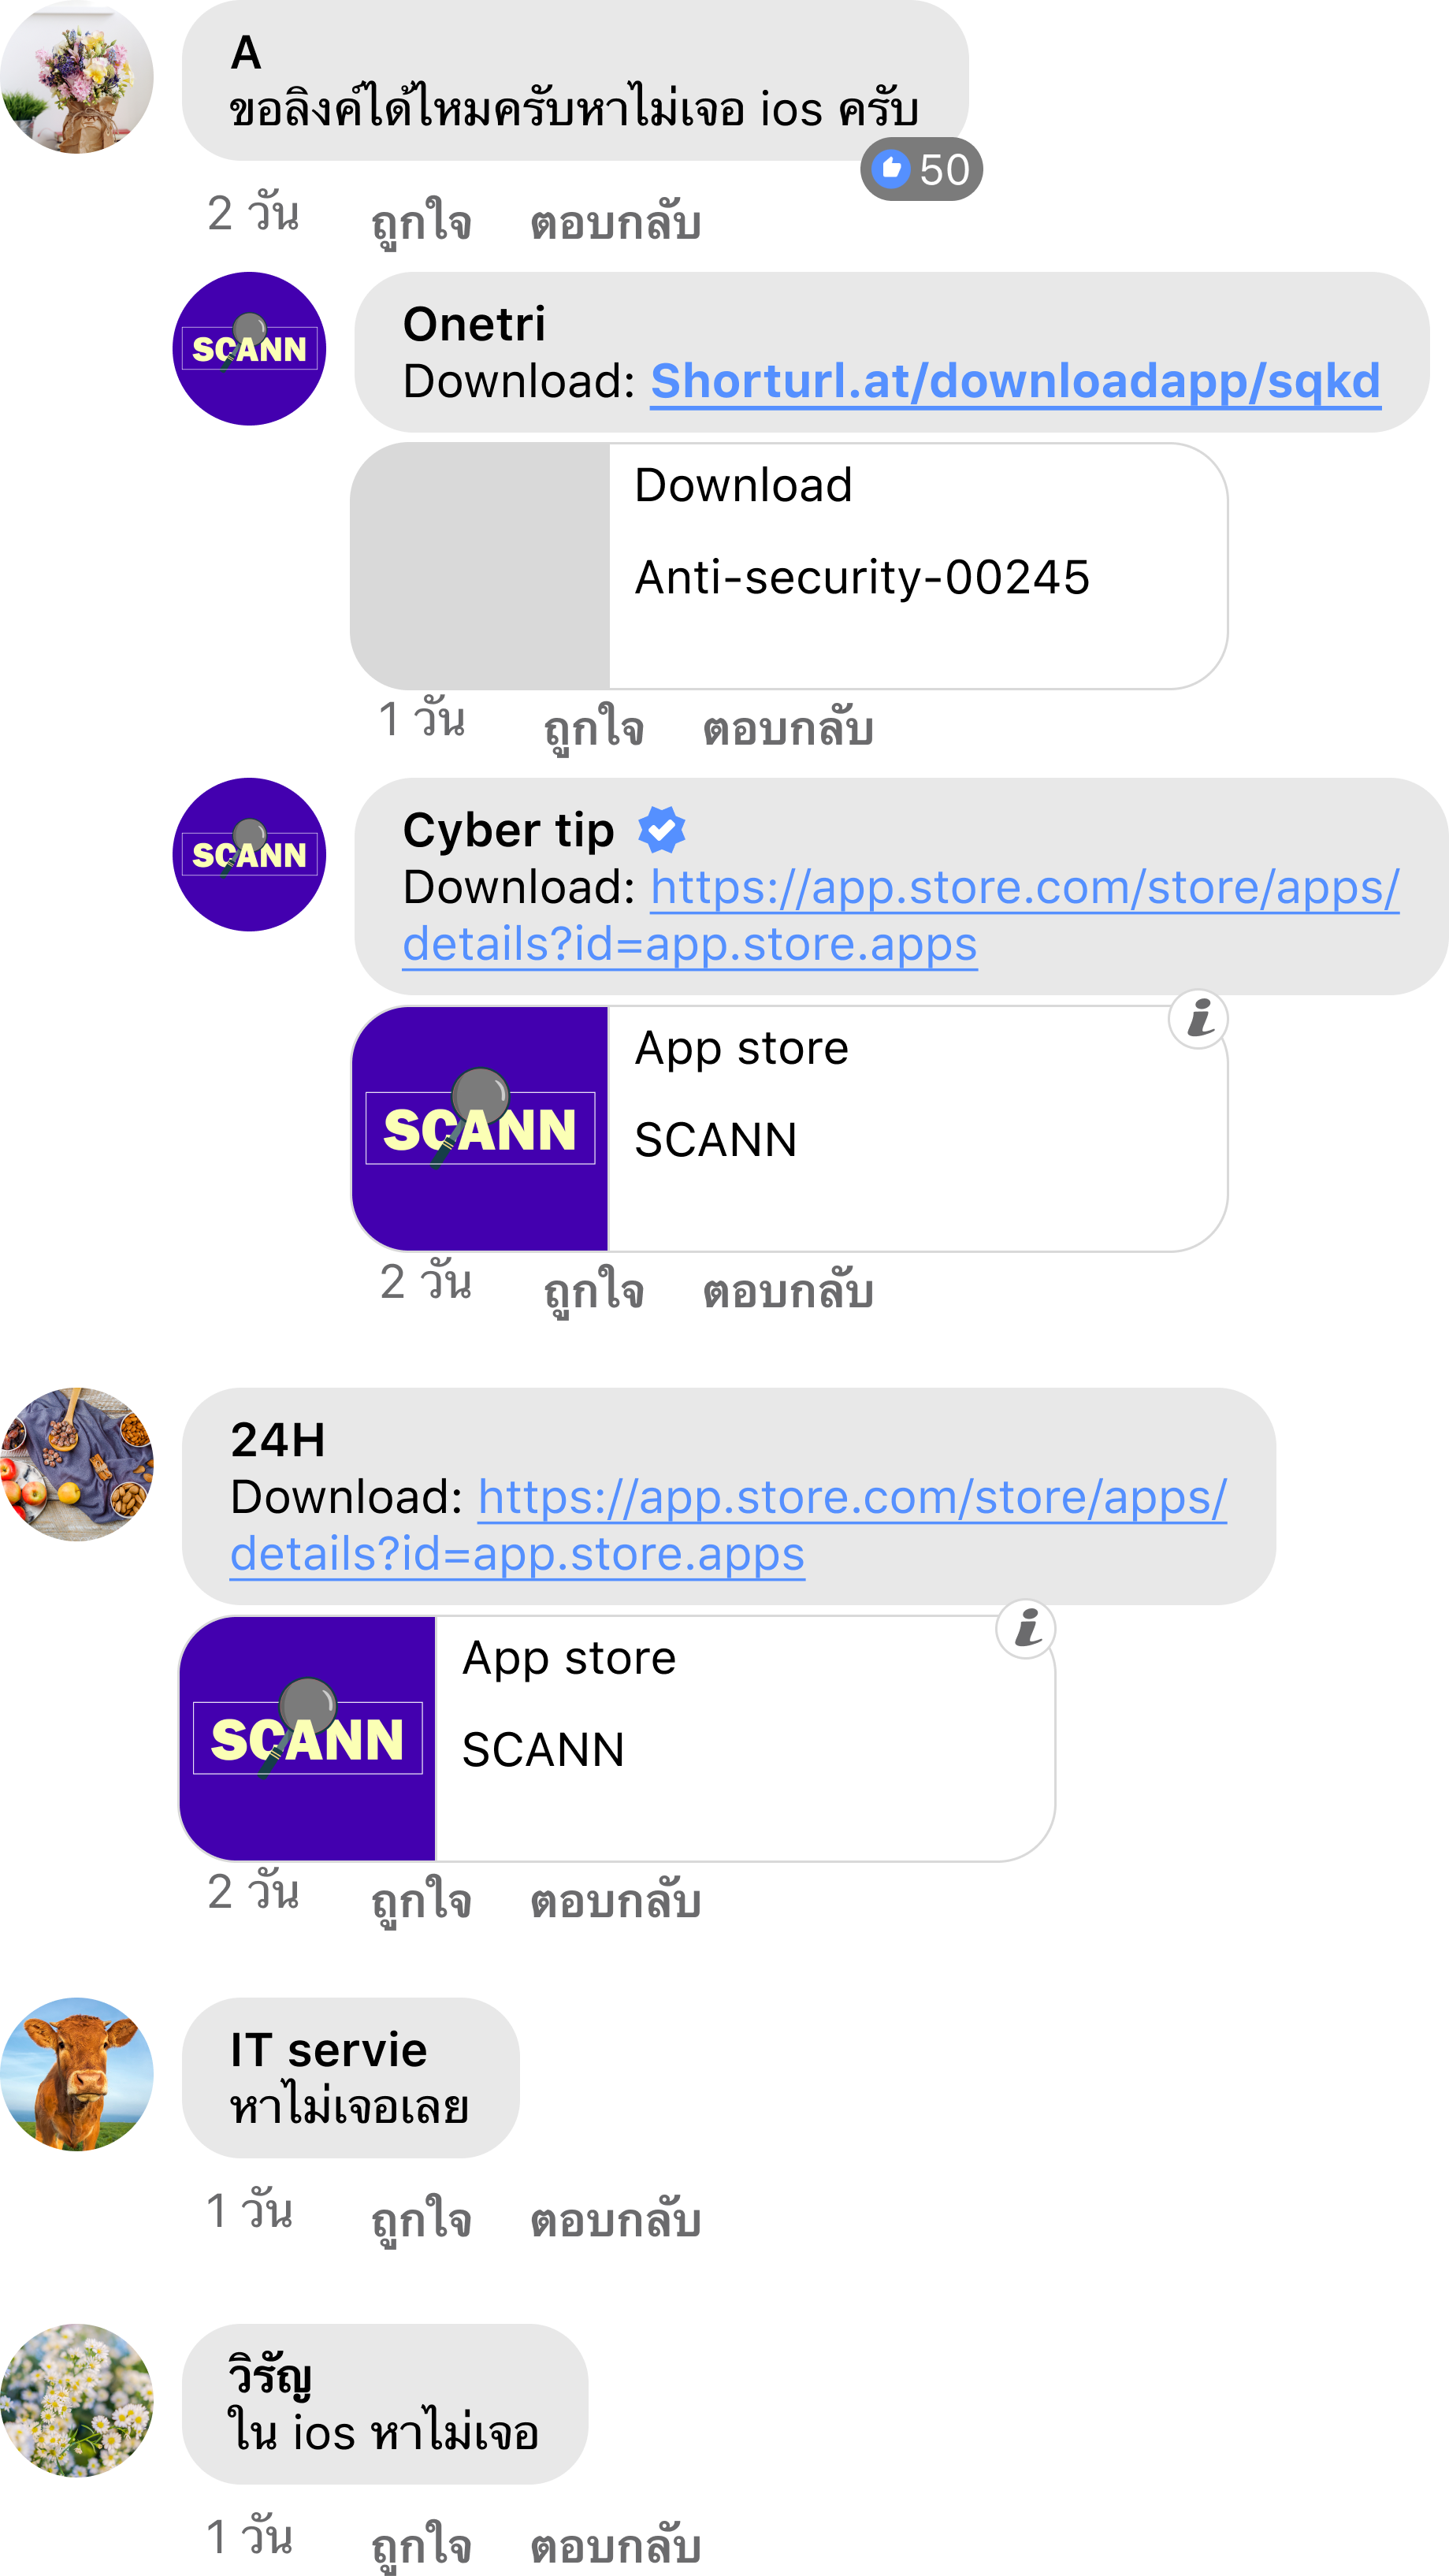 A
ขอลิงค์ได้ไหมครับหาไม่เจอ ios ครับ
50
2 วัน ถูกใจ ตอบกลับ
SCANN
Onetri
Download: Shorturl.at/downloadapp/sqkd
Download
Anti-security-00245
1 วัน ถูกใจ ตอบกลับ
SCANN
Cyber tip
Download: https://app.store.com/store/apps/
details?id=app.store.apps
i
App store
SCANN
SCANN
2 วัน ถูกใจ ตอบกลับ
24H
Download: https://app.store.com/store/apps/
details?id=app.store.apps
i
App store
SCANN
SCANN
2 วัน ถูกใจ ตอบกลับ
IT servie
หาไม่เจอเลย
1 วัน ถูกใจ ตอบกลับ
วิรัญ
ใน ios หาไม่เจอ
1 วัน ถูกใจ ตอบกลับ